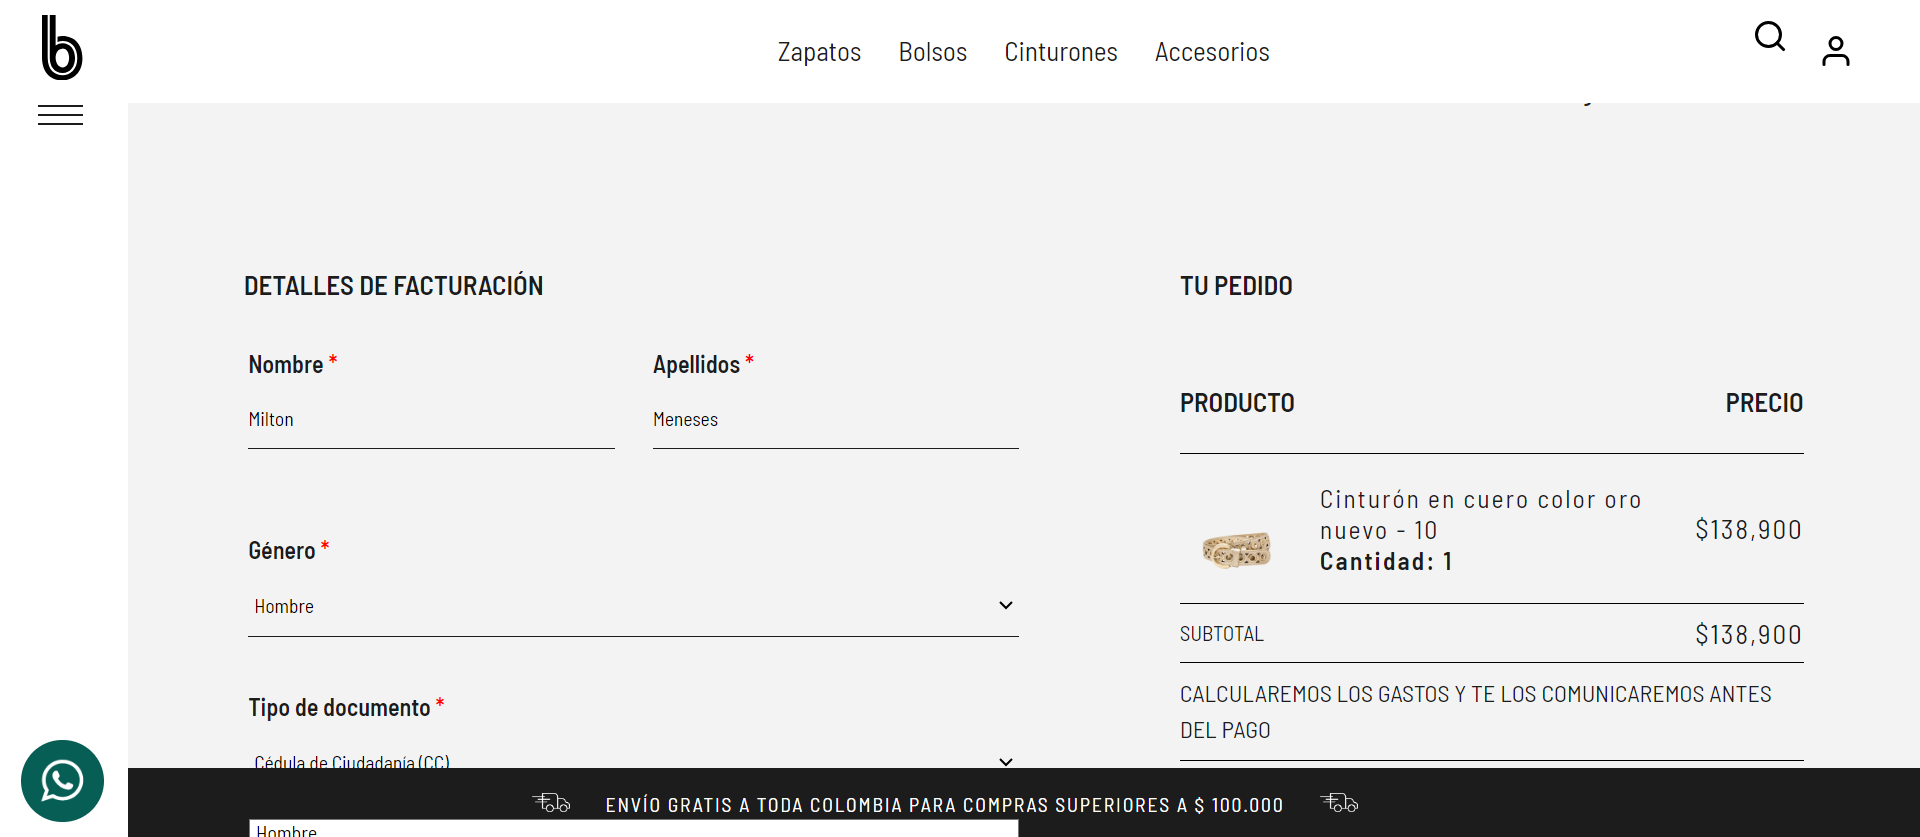 b
Zapatos Bolsos Cinturones Accesorios
DETALLES DE FACTURACIÓN
Nombre * Apellidos *
Milton Meneses
Género *
Hombre
Tipo de documento *
Cédula de Ciudadanía (CC)
TU PEDIDO
PRODUCTO PRECIO
Cinturón en cuero color oro
nuevo - 10 $138,900
Cantidad: 1
SUBTOTAL $138,900
CALCULAREMOS LOS GASTOS Y TE LOS COMUNICAREMOS ANTES
DEL PAGO
ENVÍO GRATIS A TODA COLOMBIA PARA COMPRAS SUPERIORES A $ 100.000
Hombre